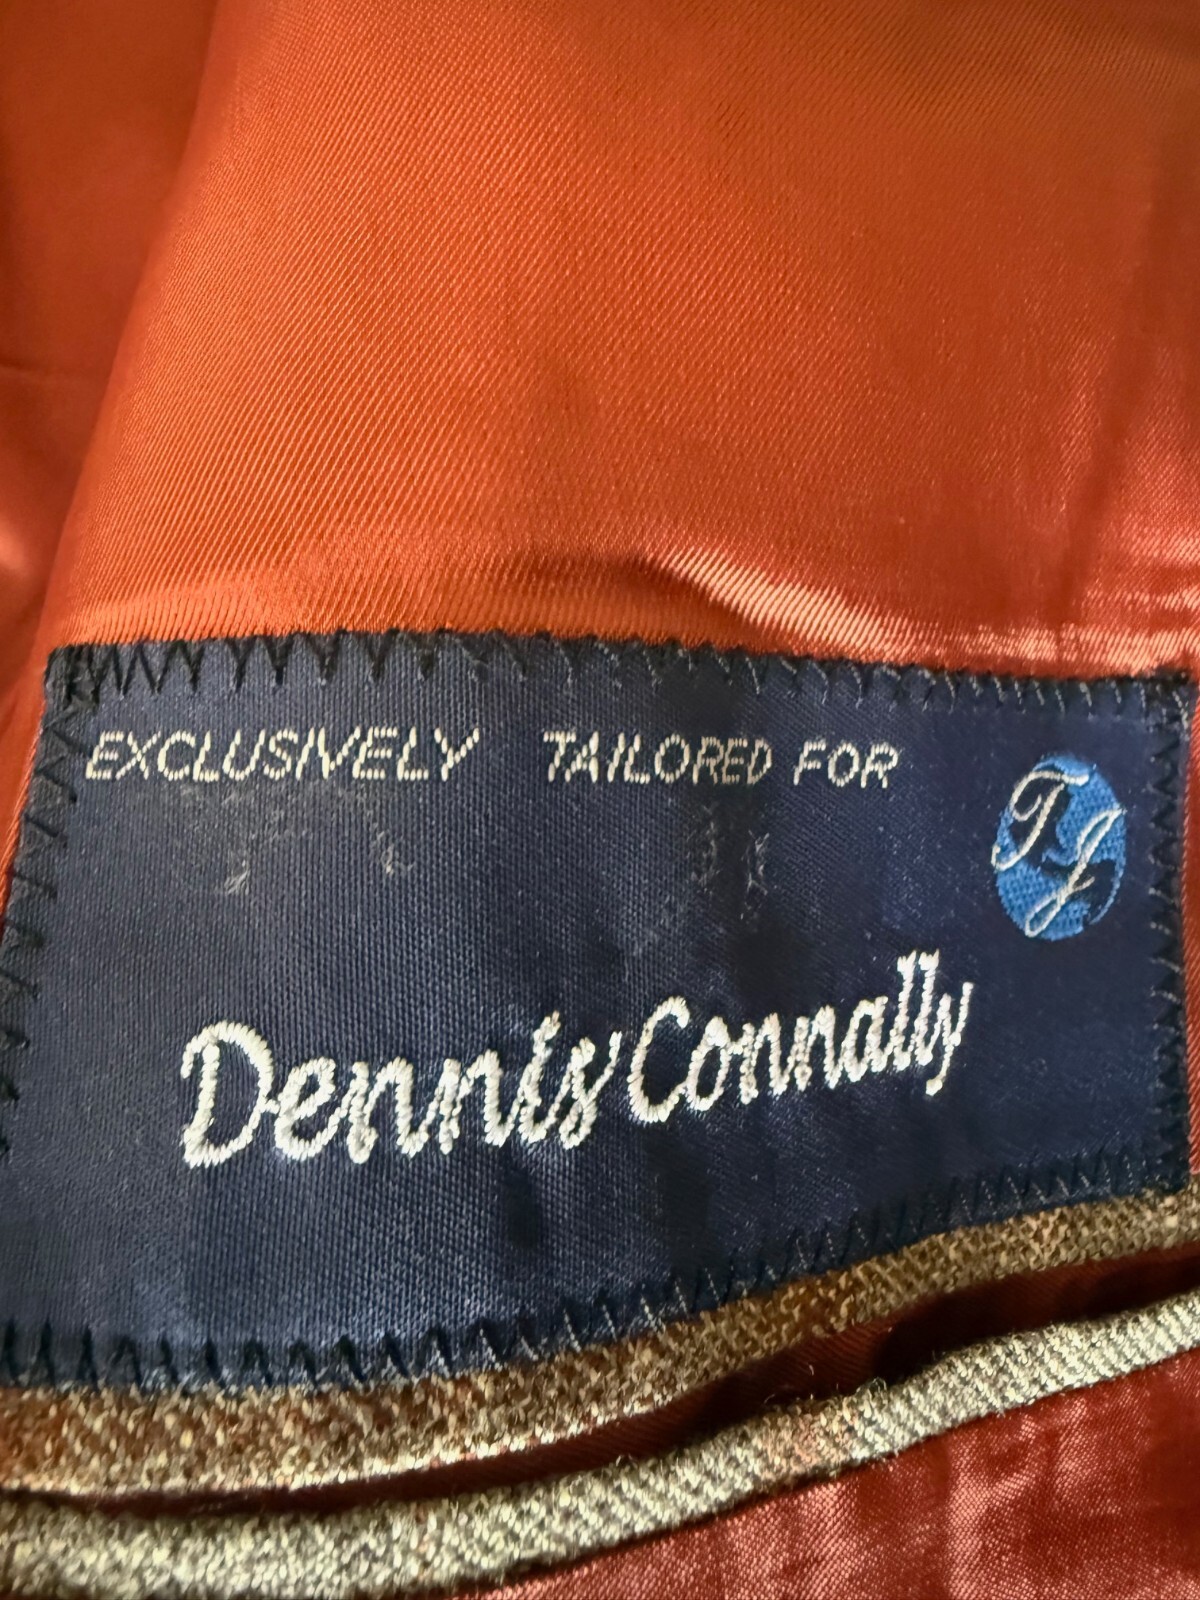 EXCLUSIVELY TAILORED FOR
TJ
Dennis Connally